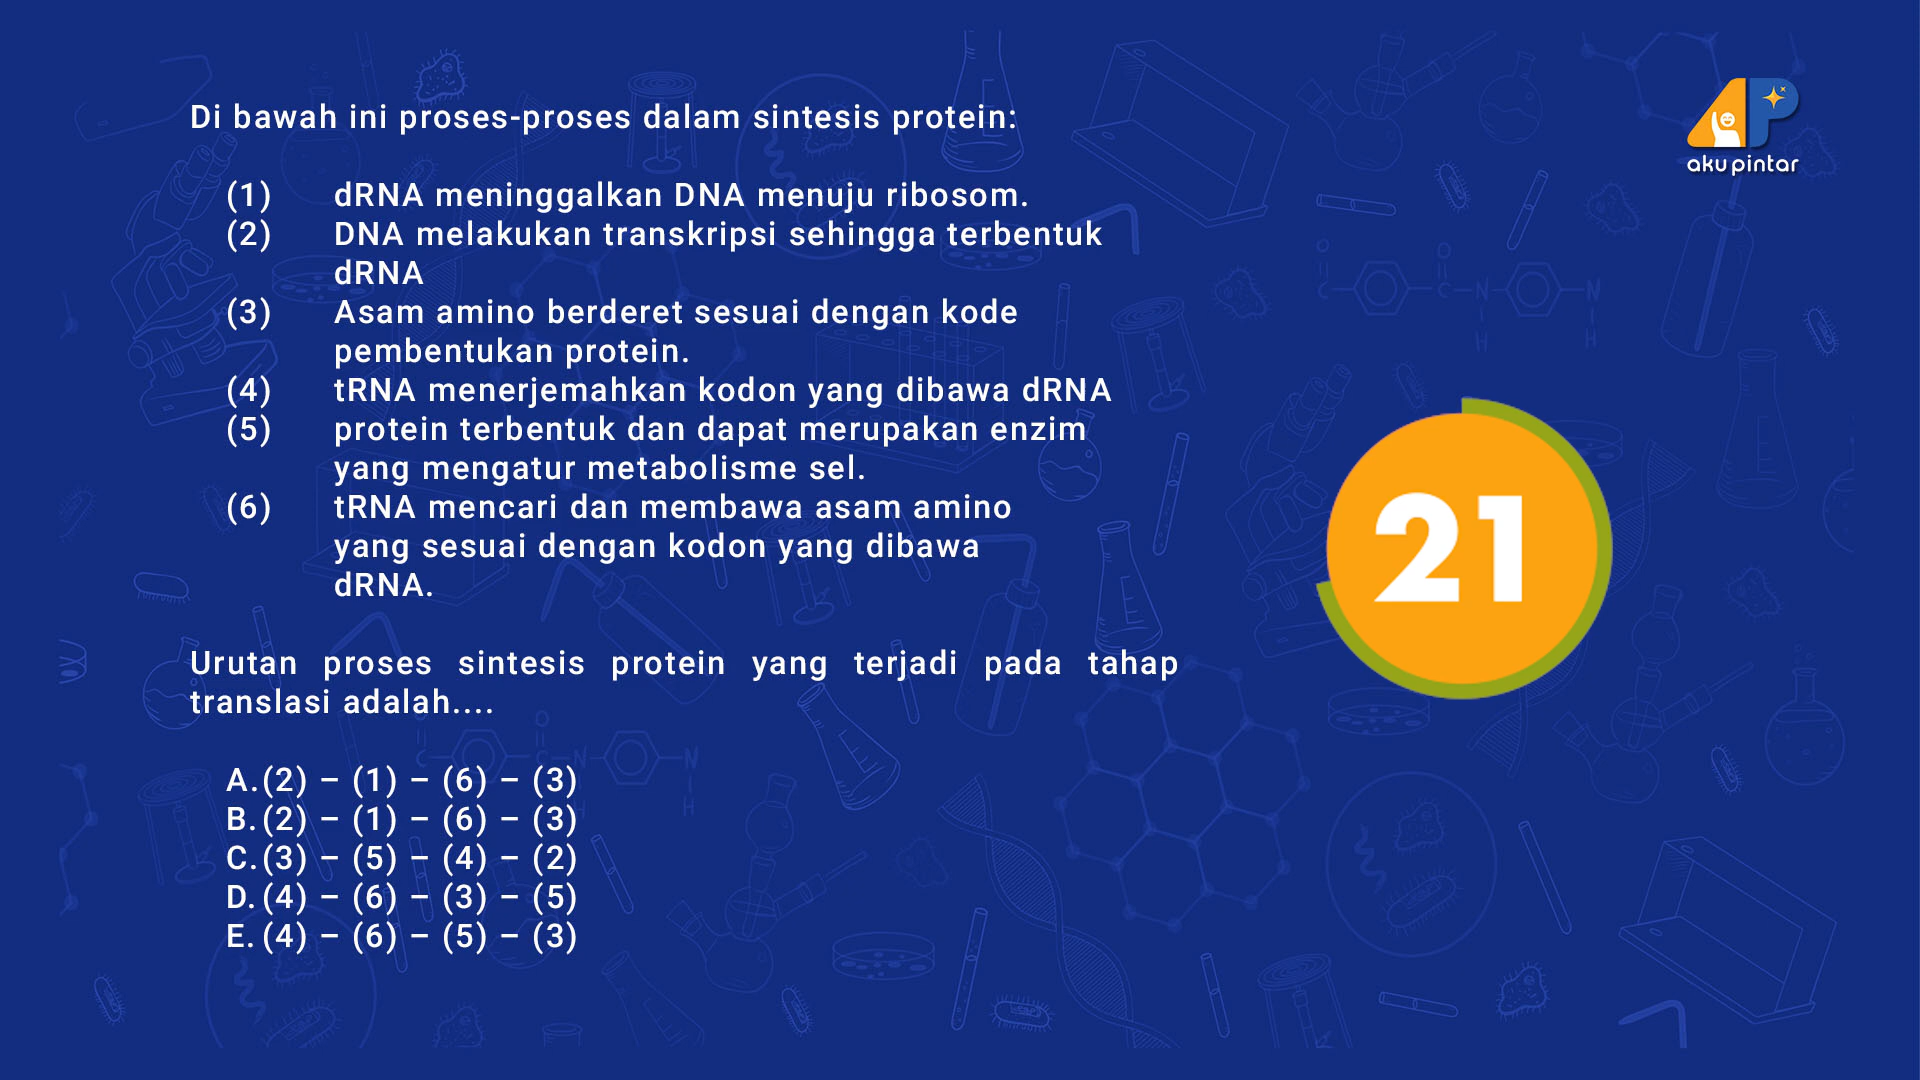 Di bawah ini proses-proses dalam sintesis protein:
aku pintar
(1) dRNA meninggalkan DNA menuju ribosom.
(2) DNA melakukan transkripsi sehingga terbentuk
dRNA
(3) Asam amino berderet sesuai dengan kode
pembentukan protein.
(4) tRNA menerjemahkan kodon yang dibawa dRNA
(5) protein terbentuk dan dapat merupakan enzim
yang mengatur metabolisme sel.
(6) tRNA mencari dan membawa asam amino
yang sesuai dengan kodon yang dibawa
dRNA.
21
Urutan proses sintesis protein yang terjadi pada tahap
translasi adalah....
A. (2) – (1) – (6) – (3)
B. (2) – (1) – (6) – (3)
C. (3) – (5) – (4) – (2)
D. (4) – (6) – (3) – (5)
E. (4) – (6) – (5) – (3)